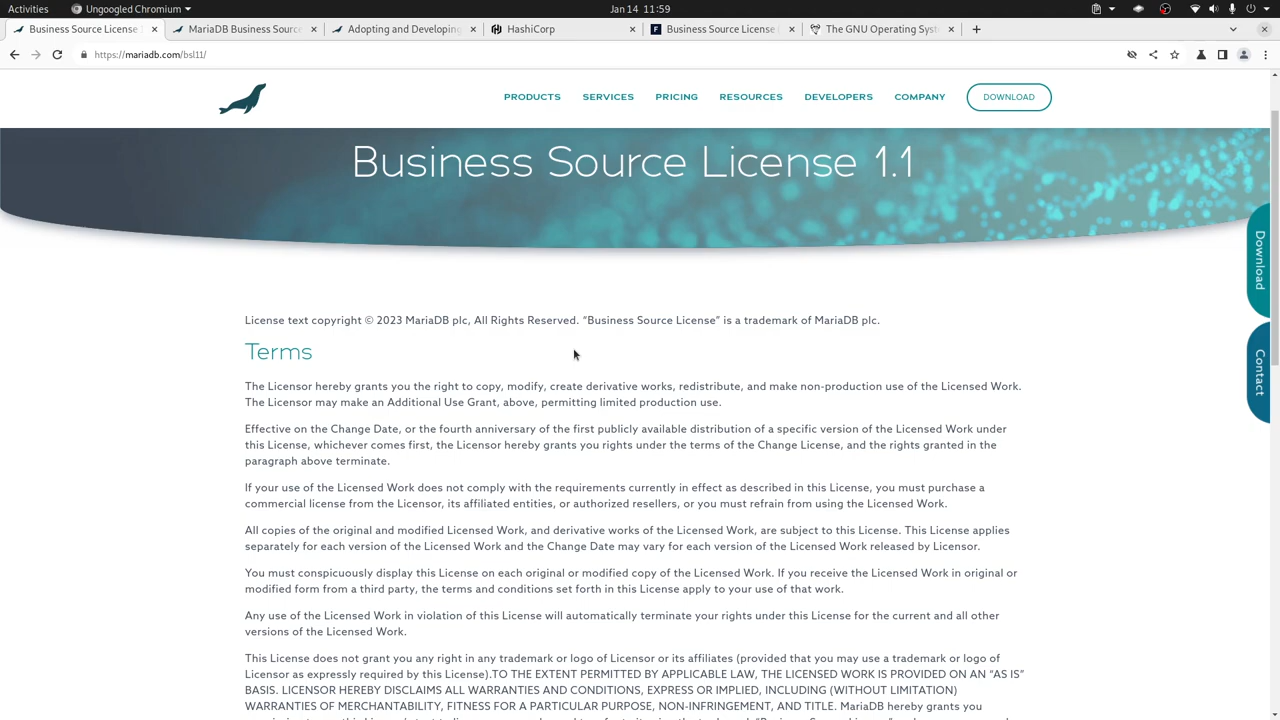 Activities Ungoogled Chromium Jan 14 11:59
Business Source License MariaDB Business Source Adopting and Developing HashiCorp Business Source License The GNU Operating Syst
https://mariadb.com/bsl11/
PRODUCTS SERVICES PRICING RESOURCES DEVELOPERS COMPANY DOWNLOAD
Business Source License 1.1
Download
Contact
License text copyright © 2023 MariaDB plc, All Rights Reserved. “Business Source License” is a trademark of MariaDB plc.
Terms
The Licensor hereby grants you the right to copy, modify, create derivative works, redistribute, and make non-production use of the Licensed Work.
The Licensor may make an Additional Use Grant, above, permitting limited production use.
Effective on the Change Date, or the fourth anniversary of the first publicly available distribution of a specific version of the Licensed Work under
this License, whichever comes first, the Licensor hereby grants you rights under the terms of the Change License, and the rights granted in the
paragraph above terminate.
If your use of the Licensed Work does not comply with the requirements currently in effect as described in this License, you must purchase a
commercial license from the Licensor, its affiliated entities, or authorized resellers, or you must refrain from using the Licensed Work.
All copies of the original and modified Licensed Work, and derivative works of the Licensed Work, are subject to this License. This License applies
separately for each version of the Licensed Work and the Change Date may vary for each version of the Licensed Work released by Licensor.
You must conspicuously display this License on each original or modified copy of the Licensed Work. If you receive the Licensed Work in original or
modified form from a third party, the terms and conditions set forth in this License apply to your use of that work.
Any use of the Licensed Work in violation of this License will automatically terminate your rights under this License for the current and all other
versions of the Licensed Work.
This License does not grant you any right in any trademark or logo of Licensor or its affiliates (provided that you may use a trademark or logo of
Licensor as expressly required by this License).TO THE EXTENT PERMITTED BY APPLICABLE LAW, THE LICENSED WORK IS PROVIDED ON AN “AS IS”
BASIS. LICENSOR HEREBY DISCLAIMS ALL WARRANTIES AND CONDITIONS, EXPRESS OR IMPLIED, INCLUDING (WITHOUT LIMITATION)
WARRANTIES OF MERCHANTABILITY, FITNESS FOR A PARTICULAR PURPOSE, NON-INFRINGEMENT, AND TITLE. MariaDB hereby grants you